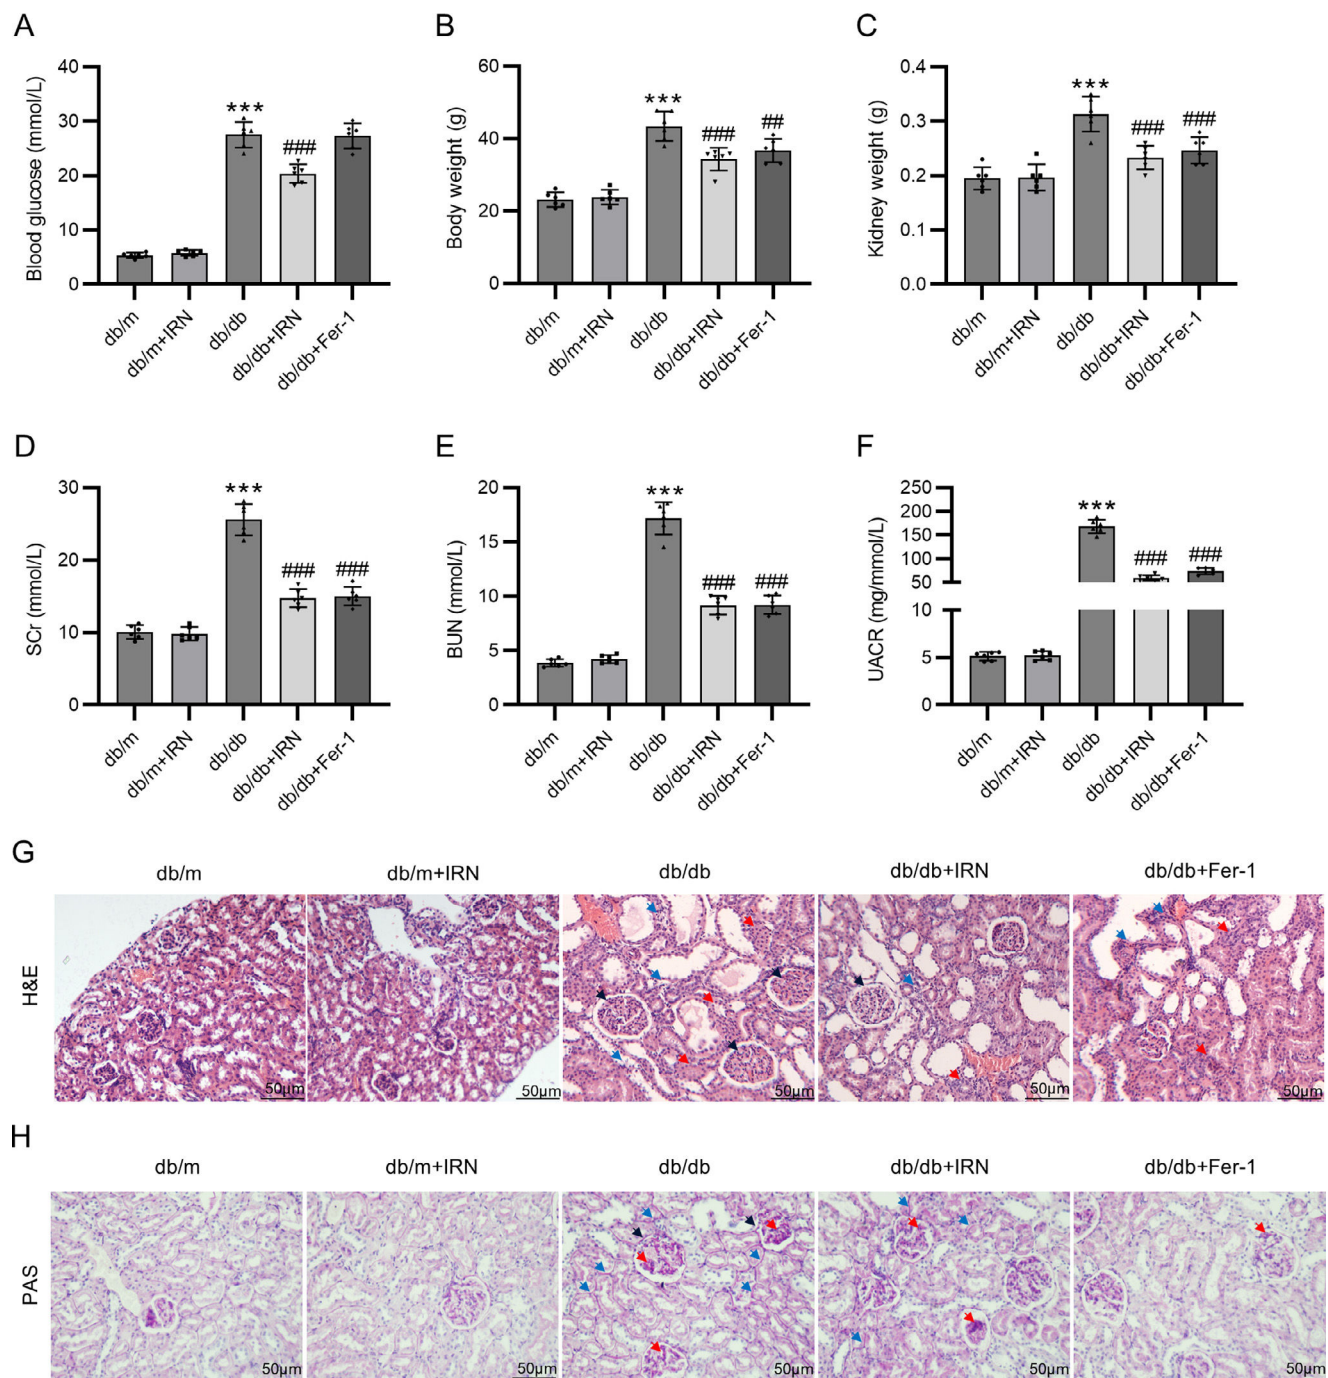 A
B
C
Blood glucose (mmol/L)
40
30
20
10
0
***
###
db/m
db/m+IRN
db/db
db/db+IRN
db/db+Fer-1
Body weight (g)
60
40
20
0
***
###
##
db/m
db/m+IRN
db/db
db/db+IRN
db/db+Fer-1
Kidney weight (g)
0.4
0.3
0.2
0.1
0.0
***
###
###
db/m
db/m+IRN
db/db
db/db+IRN
db/db+Fer-1
D
E
F
SCr (mmol/L)
30
20
10
0
***
###
###
db/m
db/m+IRN
db/db
db/db+IRN
db/db+Fer-1
BUN (mmol/L)
20
15
10
5
0
***
###
###
db/m
db/m+IRN
db/db
db/db+IRN
db/db+Fer-1
UACR (mg/mmol/L)
250
200
150
100
50
10
5
0
***
###
###
db/m
db/m+IRN
db/db
db/db+IRN
db/db+Fer-1
G
db/m
db/m+IRN
db/db
db/db+IRN
db/db+Fer-1
H&E
50μm
50μm
50μm
50μm
50μm
H
db/m
db/m+IRN
db/db
db/db+IRN
db/db+Fer-1
PAS
50μm
50μm
50μm
50μm
50μm